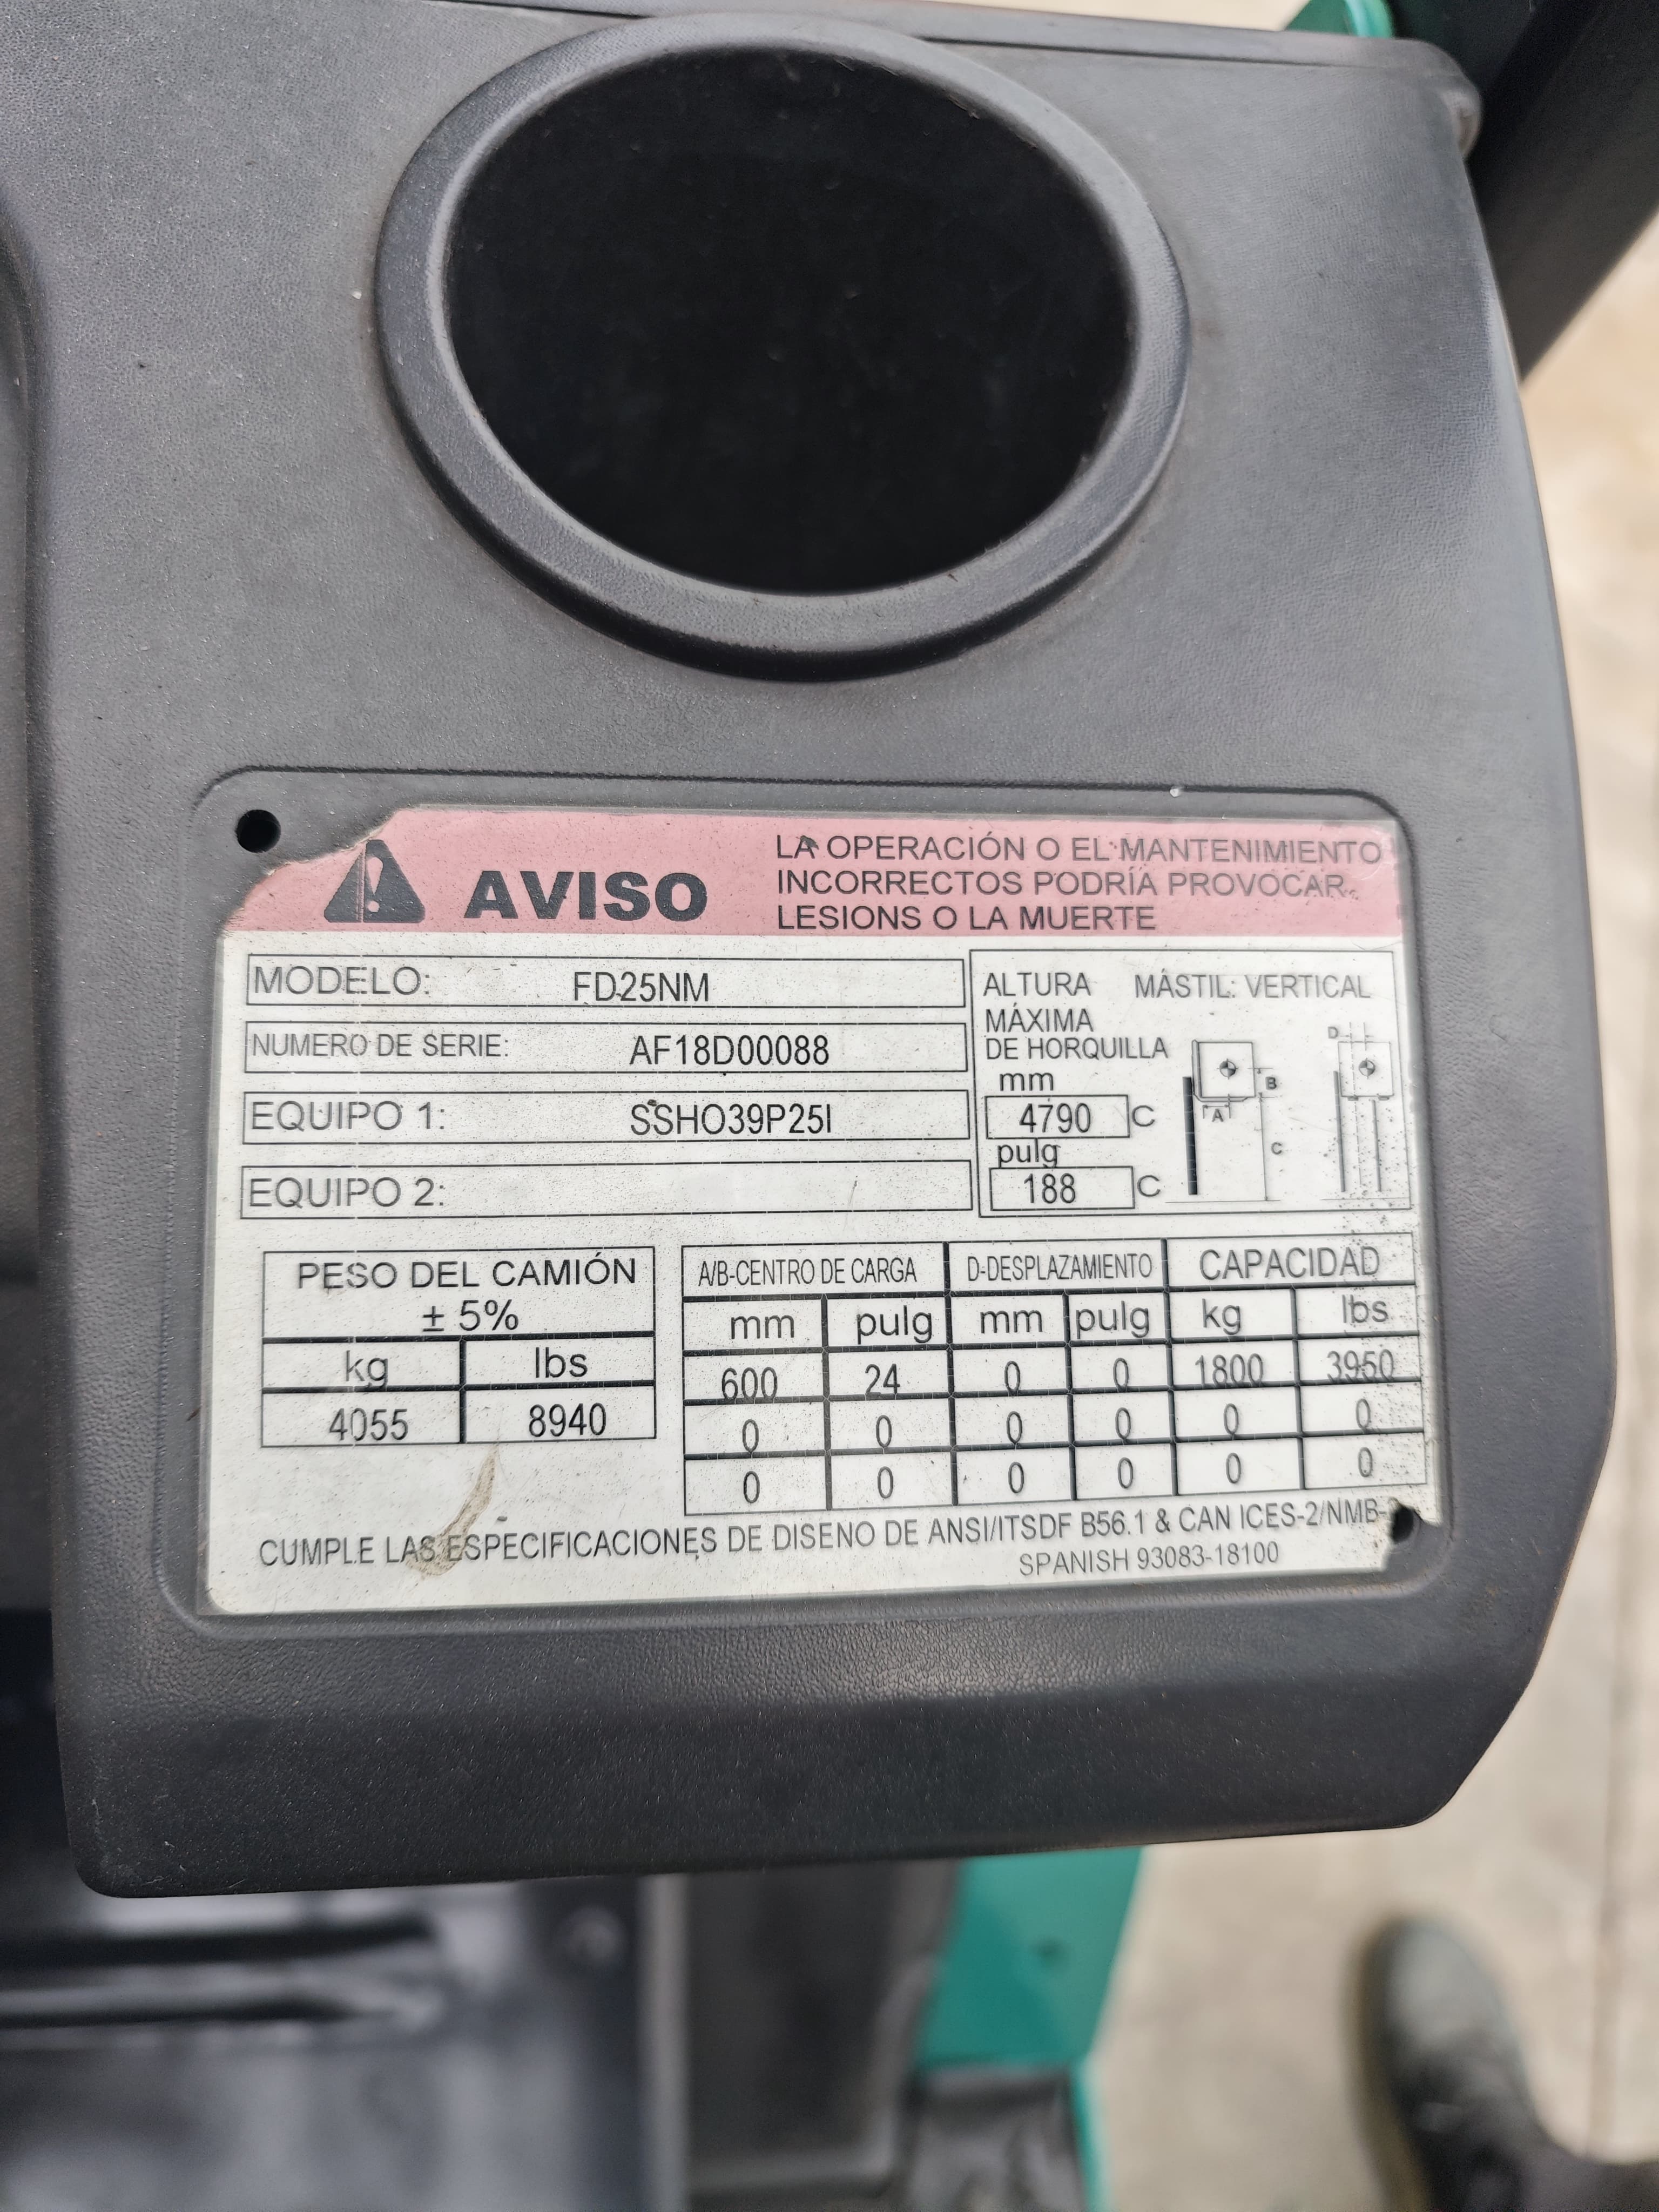 AVISO
LA OPERACIÓN O EL MANTENIMIENTO
INCORRECTOS PODRÍA PROVOCAR
LESIONS O LA MUERTE
MODELO: FD25NM
NUMERO DE SERIE: AF18D00088
EQUIPO 1: SSHO39P25I
EQUIPO 2:
ALTURA MÁSTIL: VERTICAL
MÁXIMA
DE HORQUILLA
mm
4790 C
pulg
188 C
A B C D
PESO DEL CAMIÓN
± 5%
kg lbs
4055 8940
A/B-CENTRO DE CARGA D-DESPLAZAMIENTO CAPACIDAD
mm pulg mm pulg kg lbs
600 24 0 0 1800 3950
0 0 0 0 0 0
0 0 0 0 0 0
CUMPLE LAS ESPECIFICACIONES DE DISENO DE ANSI/ITSDF B56.1 & CAN ICES-2/NMB-2
SPANISH 93083-18100